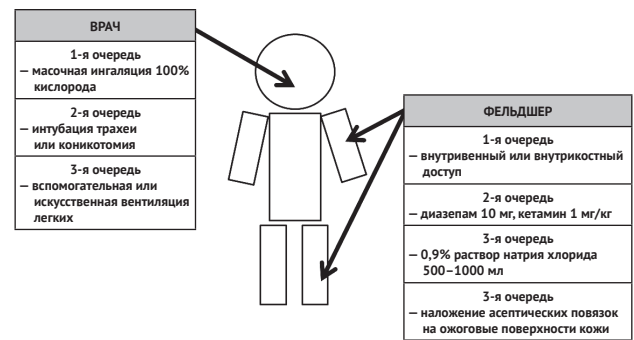 ВРАЧ
1-я очередь
— масочная ингаляция 100%
кислорода
2-я очередь
— интубация трахеи
или коникотомия
3-я очередь
— вспомогательная или
искусственная вентиляция
легких
ФЕЛЬДШЕР
1-я очередь
— внутривенный или внутрикостный
доступ
2-я очередь
— диазепам 10 мг, кетамин 1 мг/кг
3-я очередь
— 0,9% раствор натрия хлорида
500–1000 мл
3-я очередь
— наложение асептических повязок
на ожоговые поверхности кожи